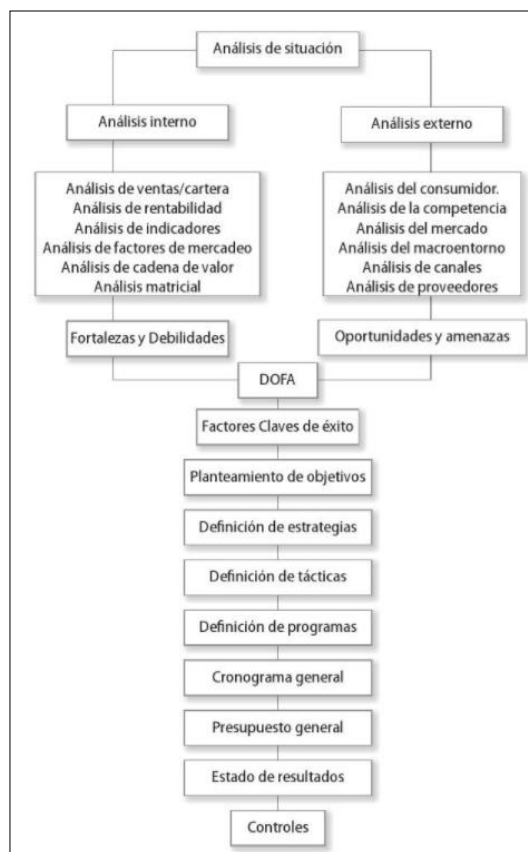 Análisis de situación
Análisis interno
Análisis externo
Análisis de ventas/cartera
Análisis de rentabilidad
Análisis de indicadores
Análisis de factores de mercadeo
Análisis de cadena de valor
Análisis matricial
Análisis del consumidor.
Análisis de la competencia
Análisis del mercado
Análisis del macroentorno
Análisis de canales
Análisis de proveedores
Fortalezas y Debilidades
Oportunidades y amenazas
DOFA
Factores Claves de éxito
Planteamiento de objetivos
Definición de estrategias
Definición de tácticas
Definición de programas
Cronograma general
Presupuesto general
Estado de resultados
Controles